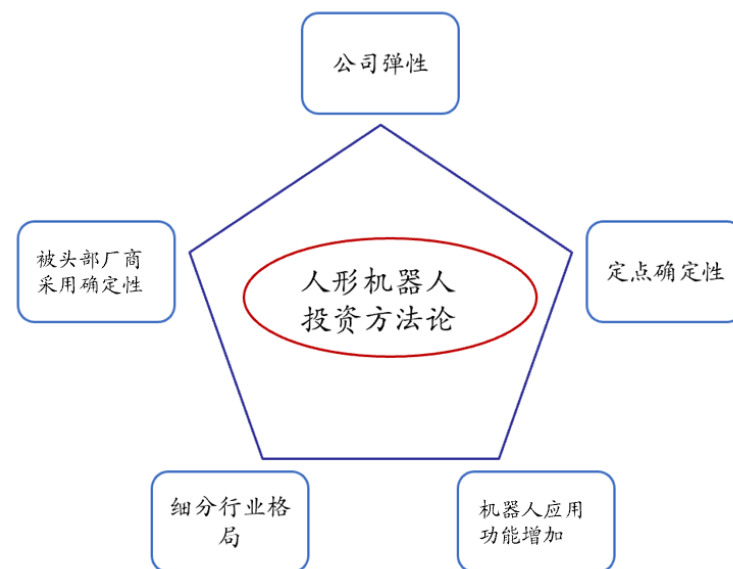 公司弹性
被头部厂商
采用确定性
定点确定性
人形机器人
投资方法论
细分行业格
局
机器人应用
功能增加